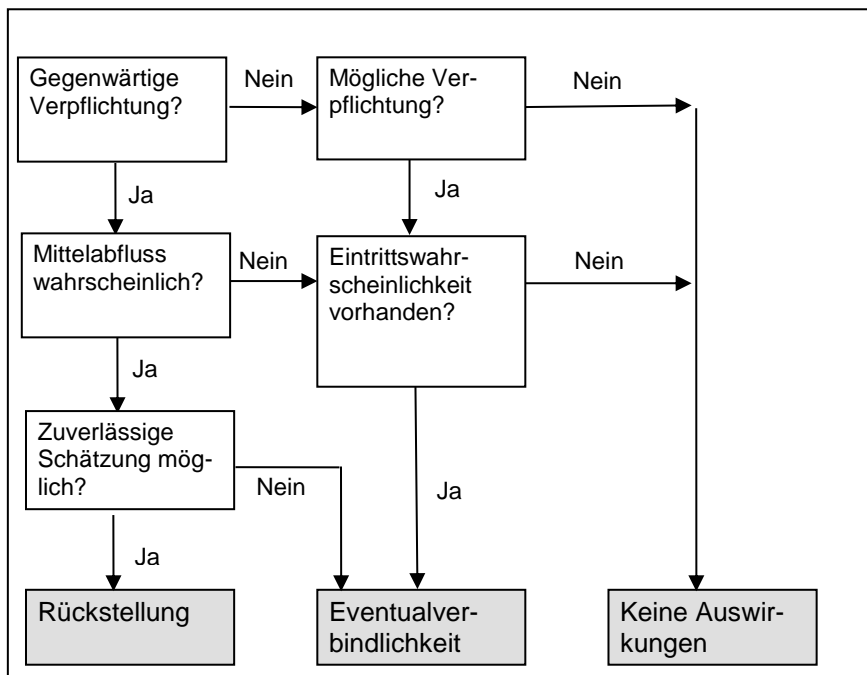 Gegenwärtige
Verpflichtung?
Nein
Mögliche Ver-
pflichtung?
Nein
Ja
Ja
Mittelabfluss
wahrscheinlich?
Nein
Eintrittswahr-
scheinlichkeit
vorhanden?
Nein
Ja
Zuverlässige
Schätzung mög-
lich?
Nein
Ja
Ja
Rückstellung
Eventualver-
bindlichkeit
Keine Auswir-
kungen